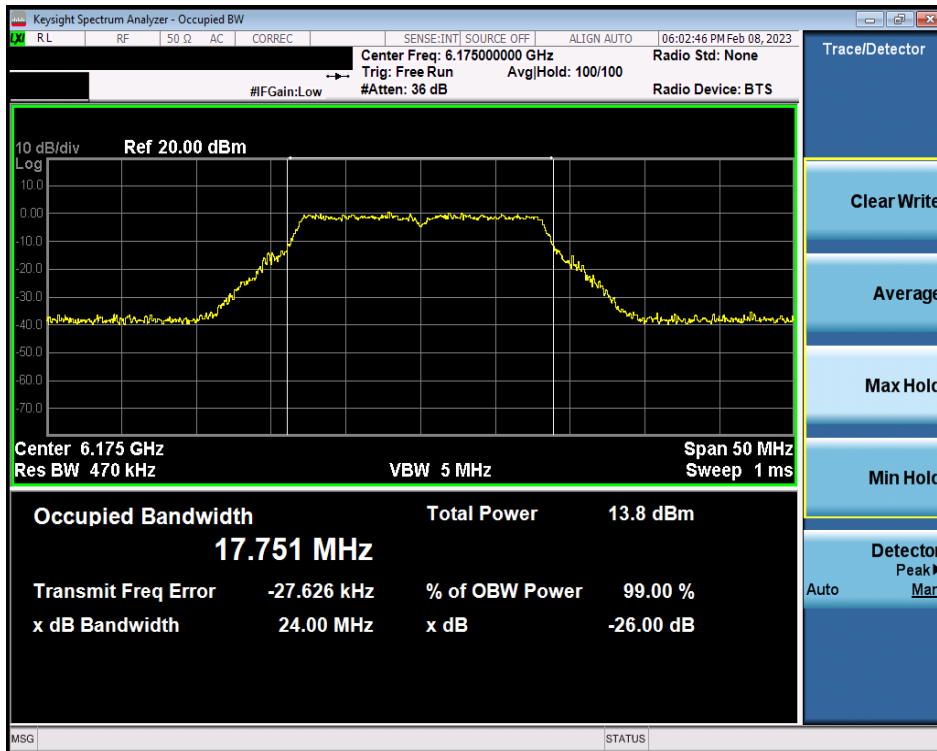 Keysight Spectrum Analyzer - Occupied BW
LXI RL RF 50 Ω AC CORREC SENSE:INT SOURCE OFF ALIGN AUTO 06:02:46 PM Feb 08, 2023
Center Freq: 6.175000000 GHz Radio Std: None
Trig: Free Run Avg|Hold: 100/100
#IFGain:Low #Atten: 36 dB Radio Device: BTS
Trace/Detector
10 dB/div Ref 20.00 dBm
Log
10.0
0.00
-10.0
-20.0
-30.0
-40.0
-50.0
-60.0
-70.0
Center 6.175 GHz Span 50 MHz
Res BW 470 kHz VBW 5 MHz Sweep 1 ms
Occupied Bandwidth Total Power 13.8 dBm
17.751 MHz
Transmit Freq Error -27.626 kHz % of OBW Power 99.00 %
x dB Bandwidth 24.00 MHz x dB -26.00 dB
Clear Write
Average
Max Hold
Min Hold
Detector
Peak
Auto Man
MSG STATUS